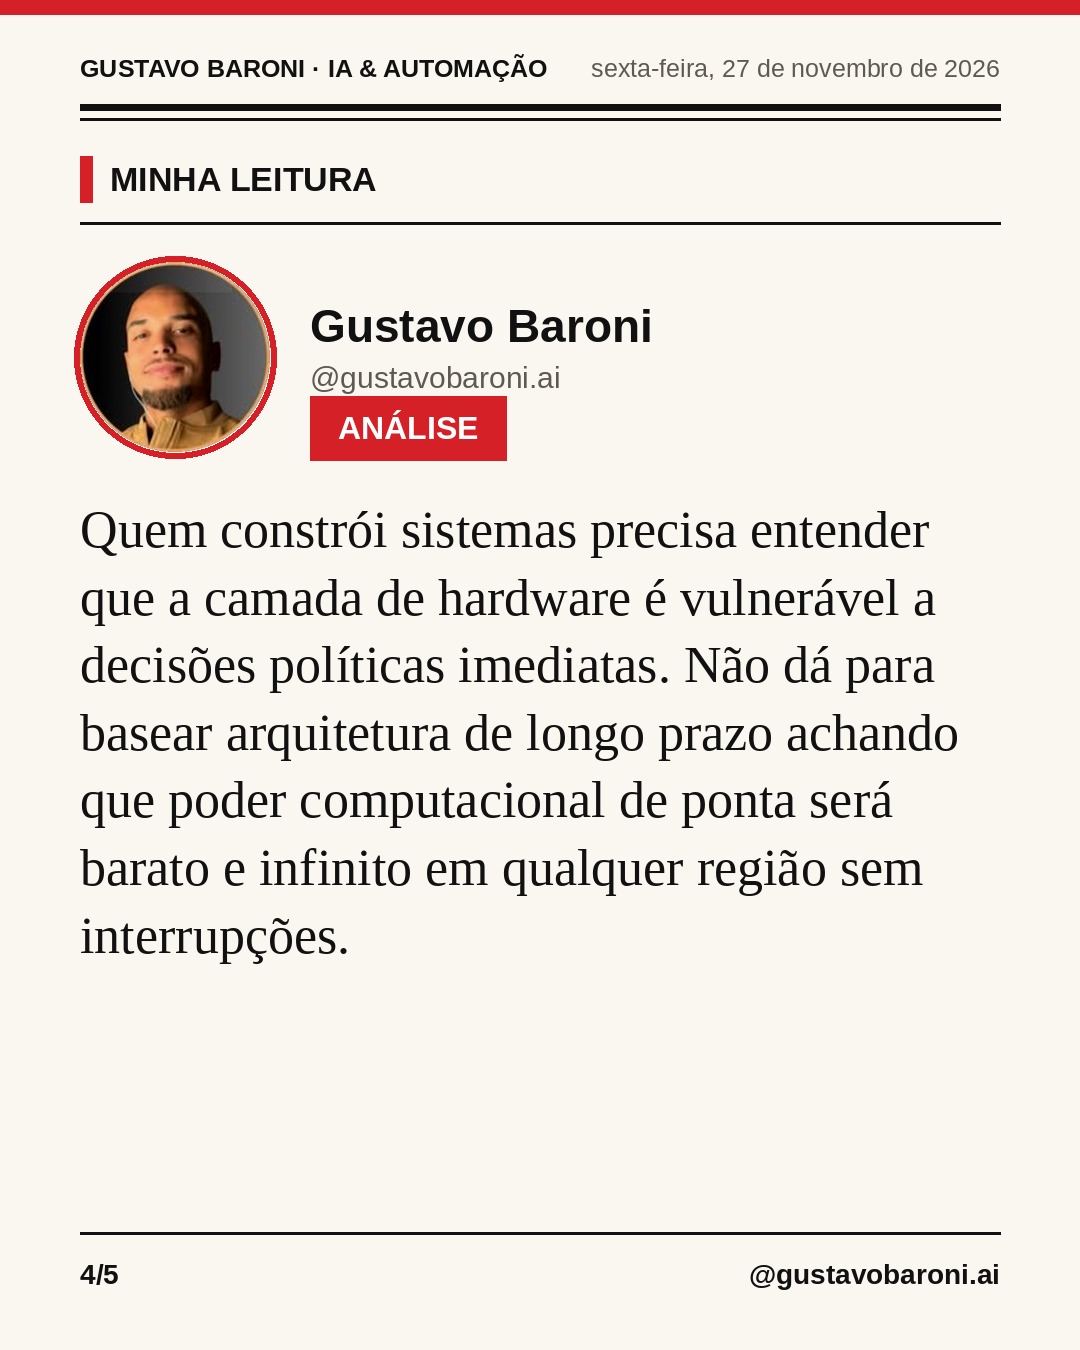 GUSTAVO BARONI · IA & AUTOMAÇÃO
sexta-feira, 27 de novembro de 2026
MINHA LEITURA
Gustavo Baroni
@gustavobaroni.ai
ANÁLISE
Quem constrói sistemas precisa entender
que a camada de hardware é vulnerável a
decisões políticas imediatas. Não dá para
basear arquitetura de longo prazo achando
que poder computacional de ponta será
barato e infinito em qualquer região sem
interrupções.
4/5
@gustavobaroni.ai